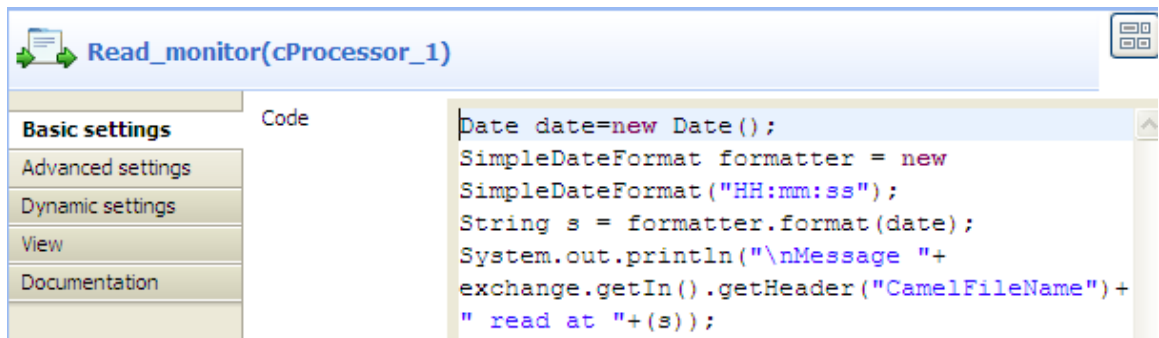 Read_monitor(cProcessor_1)
Basic settings
Advanced settings
Dynamic settings
View
Documentation
Code
Date date=new Date();
SimpleDateFormat formatter = new
SimpleDateFormat("HH:mm:ss");
String s = formatter.format(date);
System.out.println("\nMessage "+
exchange.getIn().getHeader("CamelFileName")+
" read at "+(s));